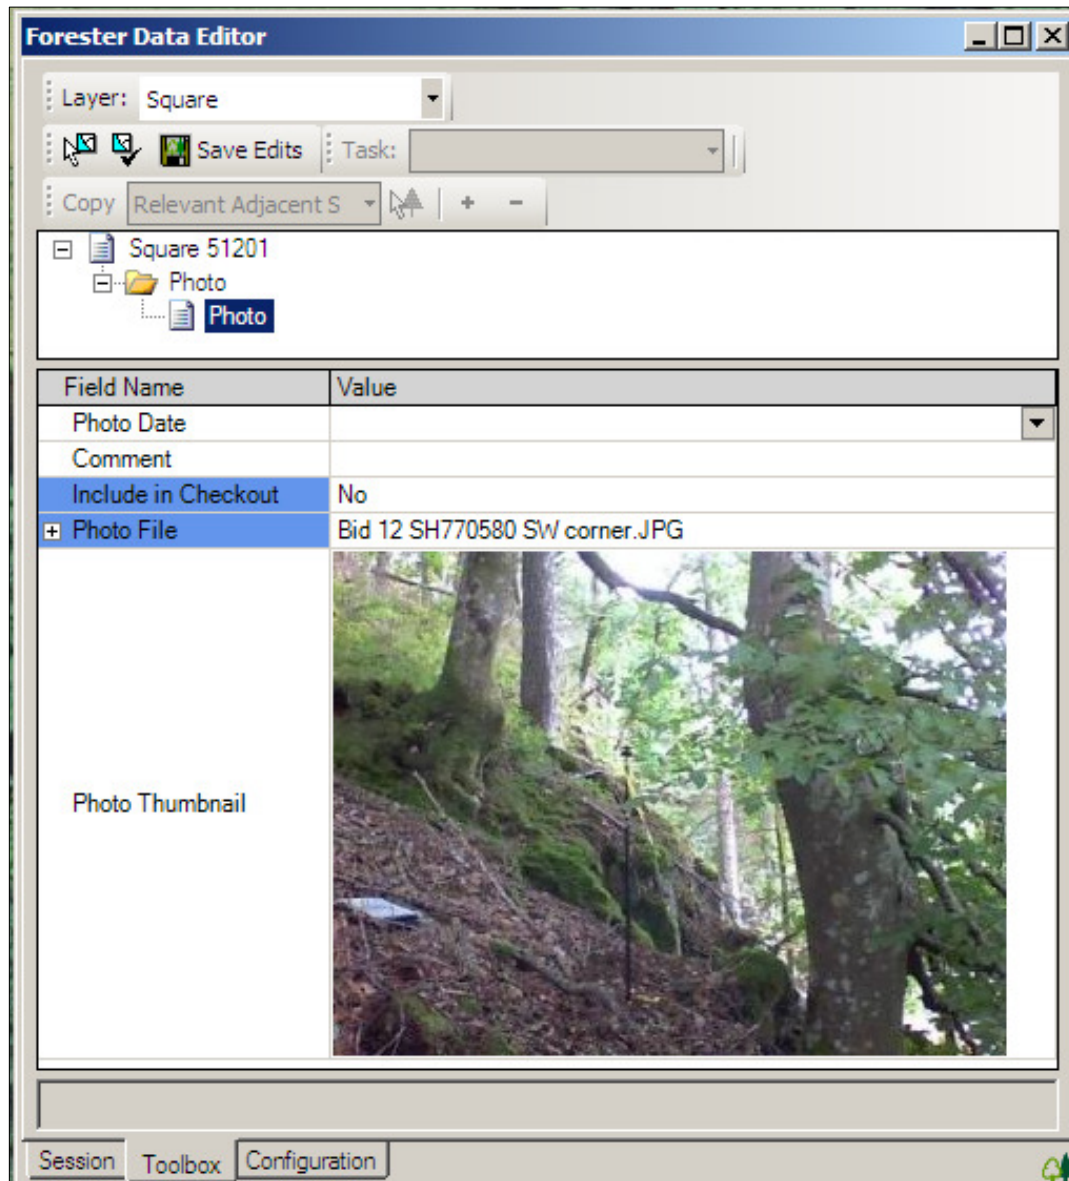 Forester Data Editor
Layer: Square
Save Edits Task:
Copy Relevant Adjacent S + -
Square 51201
Photo
Photo
Field Name Value
Photo Date
Comment
Include in Checkout No
Photo File Bid 12 SH770580 SW corner.JPG
Photo Thumbnail
Session Toolbox Configuration